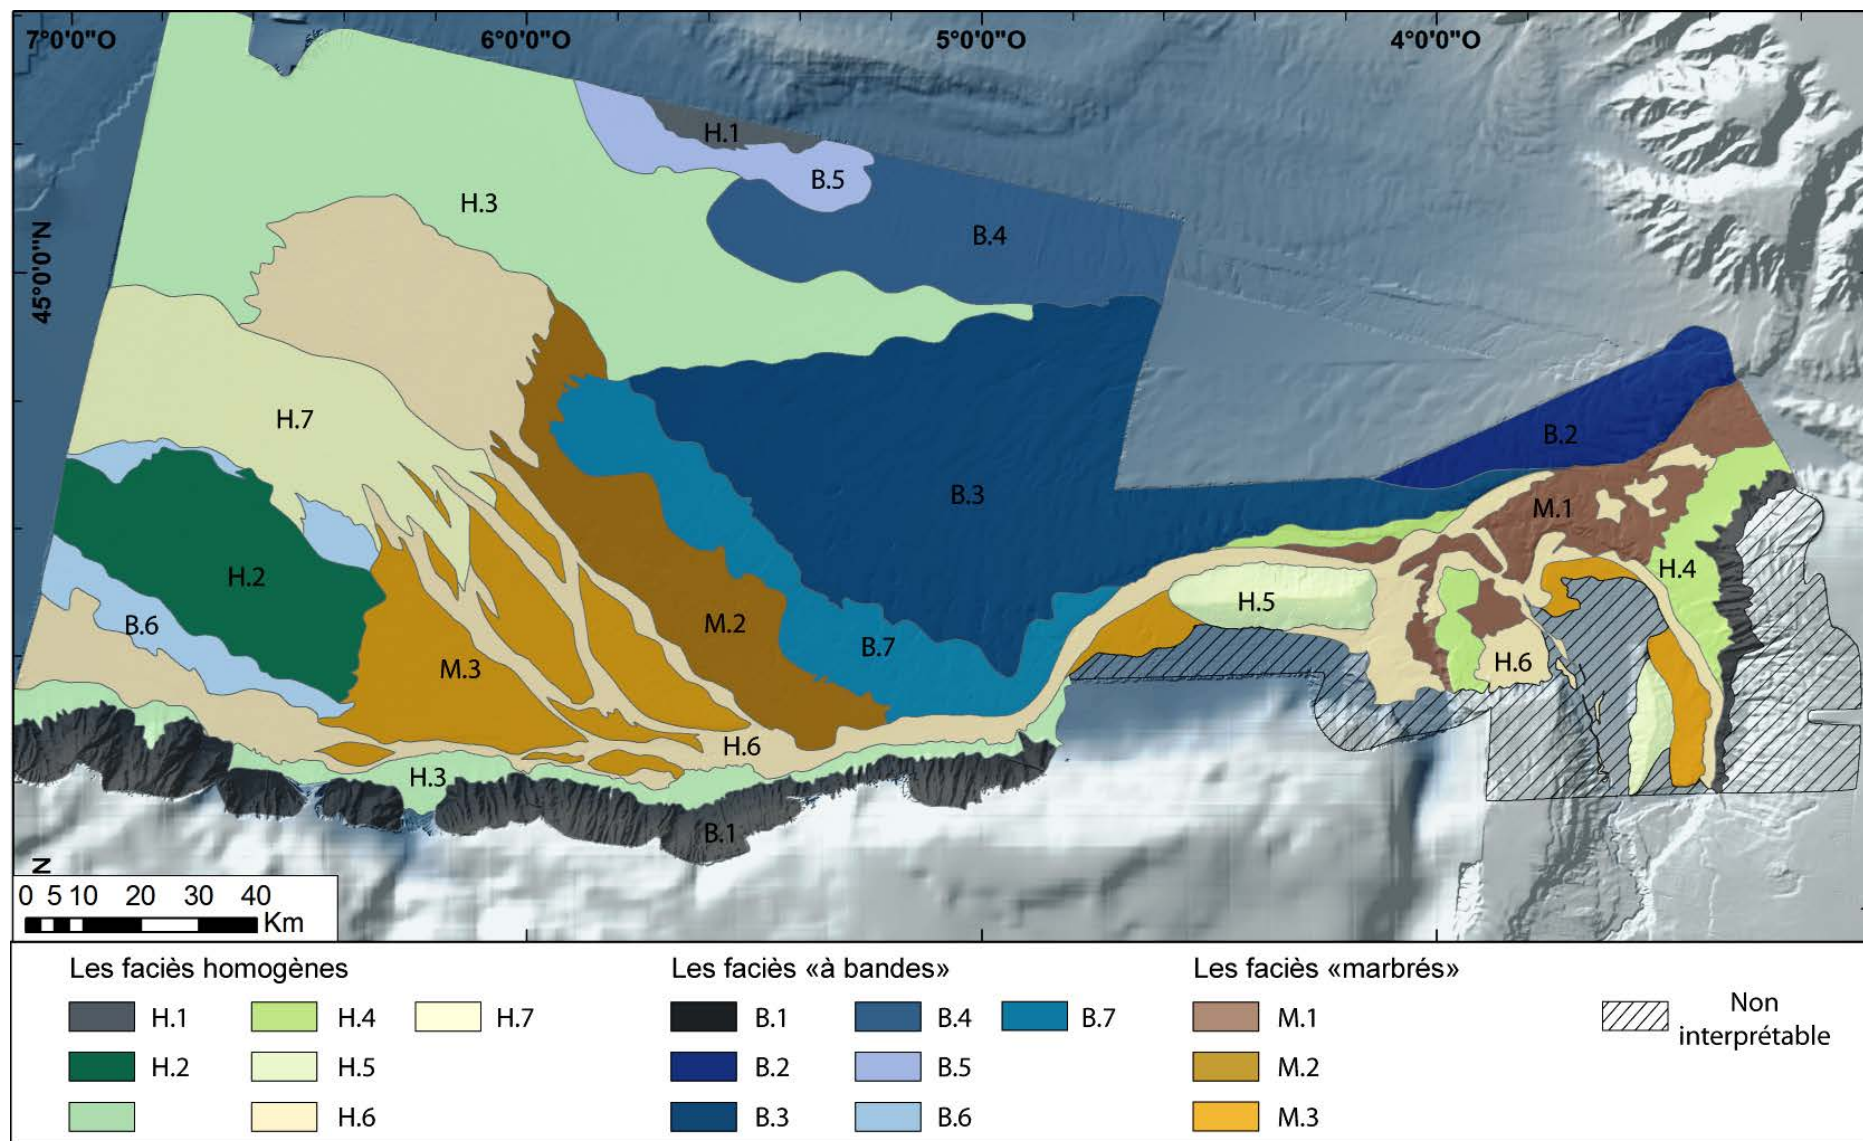 7°0'0"O
6°0'0"O
5°0'0"O
4°0'0"O
H.1
B.5
H.3
B.4
45°0'0"N
H.7
B.2
B.3
M.1
H.2
H.4
H.5
B.6
M.2
B.7
M.3
H.6
H.6
H.3
B.1
N
0 5 10 20 30 40
Km
Les faciès homogènes
H.1
H.4
H.7
H.2
H.5
H.6
Les faciès «à bandes»
B.1
B.4
B.7
B.2
B.5
B.3
B.6
Les faciès «marbrés»
M.1
M.2
M.3
Non
interprétable